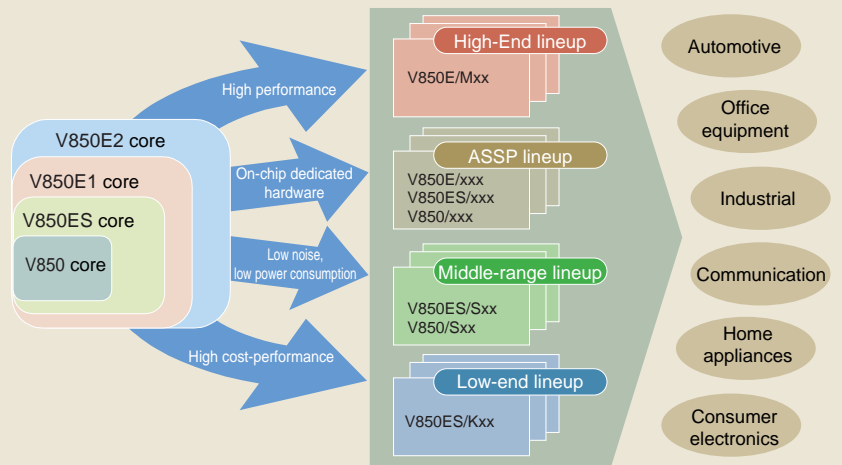 V850E2 core
V850E1 core
V850ES core
V850 core
High performance
On-chip dedicated
hardware
Low noise,
low power consumption
High cost-performance
High-End lineup
V850E/Mxx
ASSP lineup
V850E/xxx
V850ES/xxx
V850/xxx
Middle-range lineup
V850ES/Sxx
V850/Sxx
Low-end lineup
V850ES/Kxx
Automotive
Office
equipment
Industrial
Communication
Home
appliances
Consumer
electronics